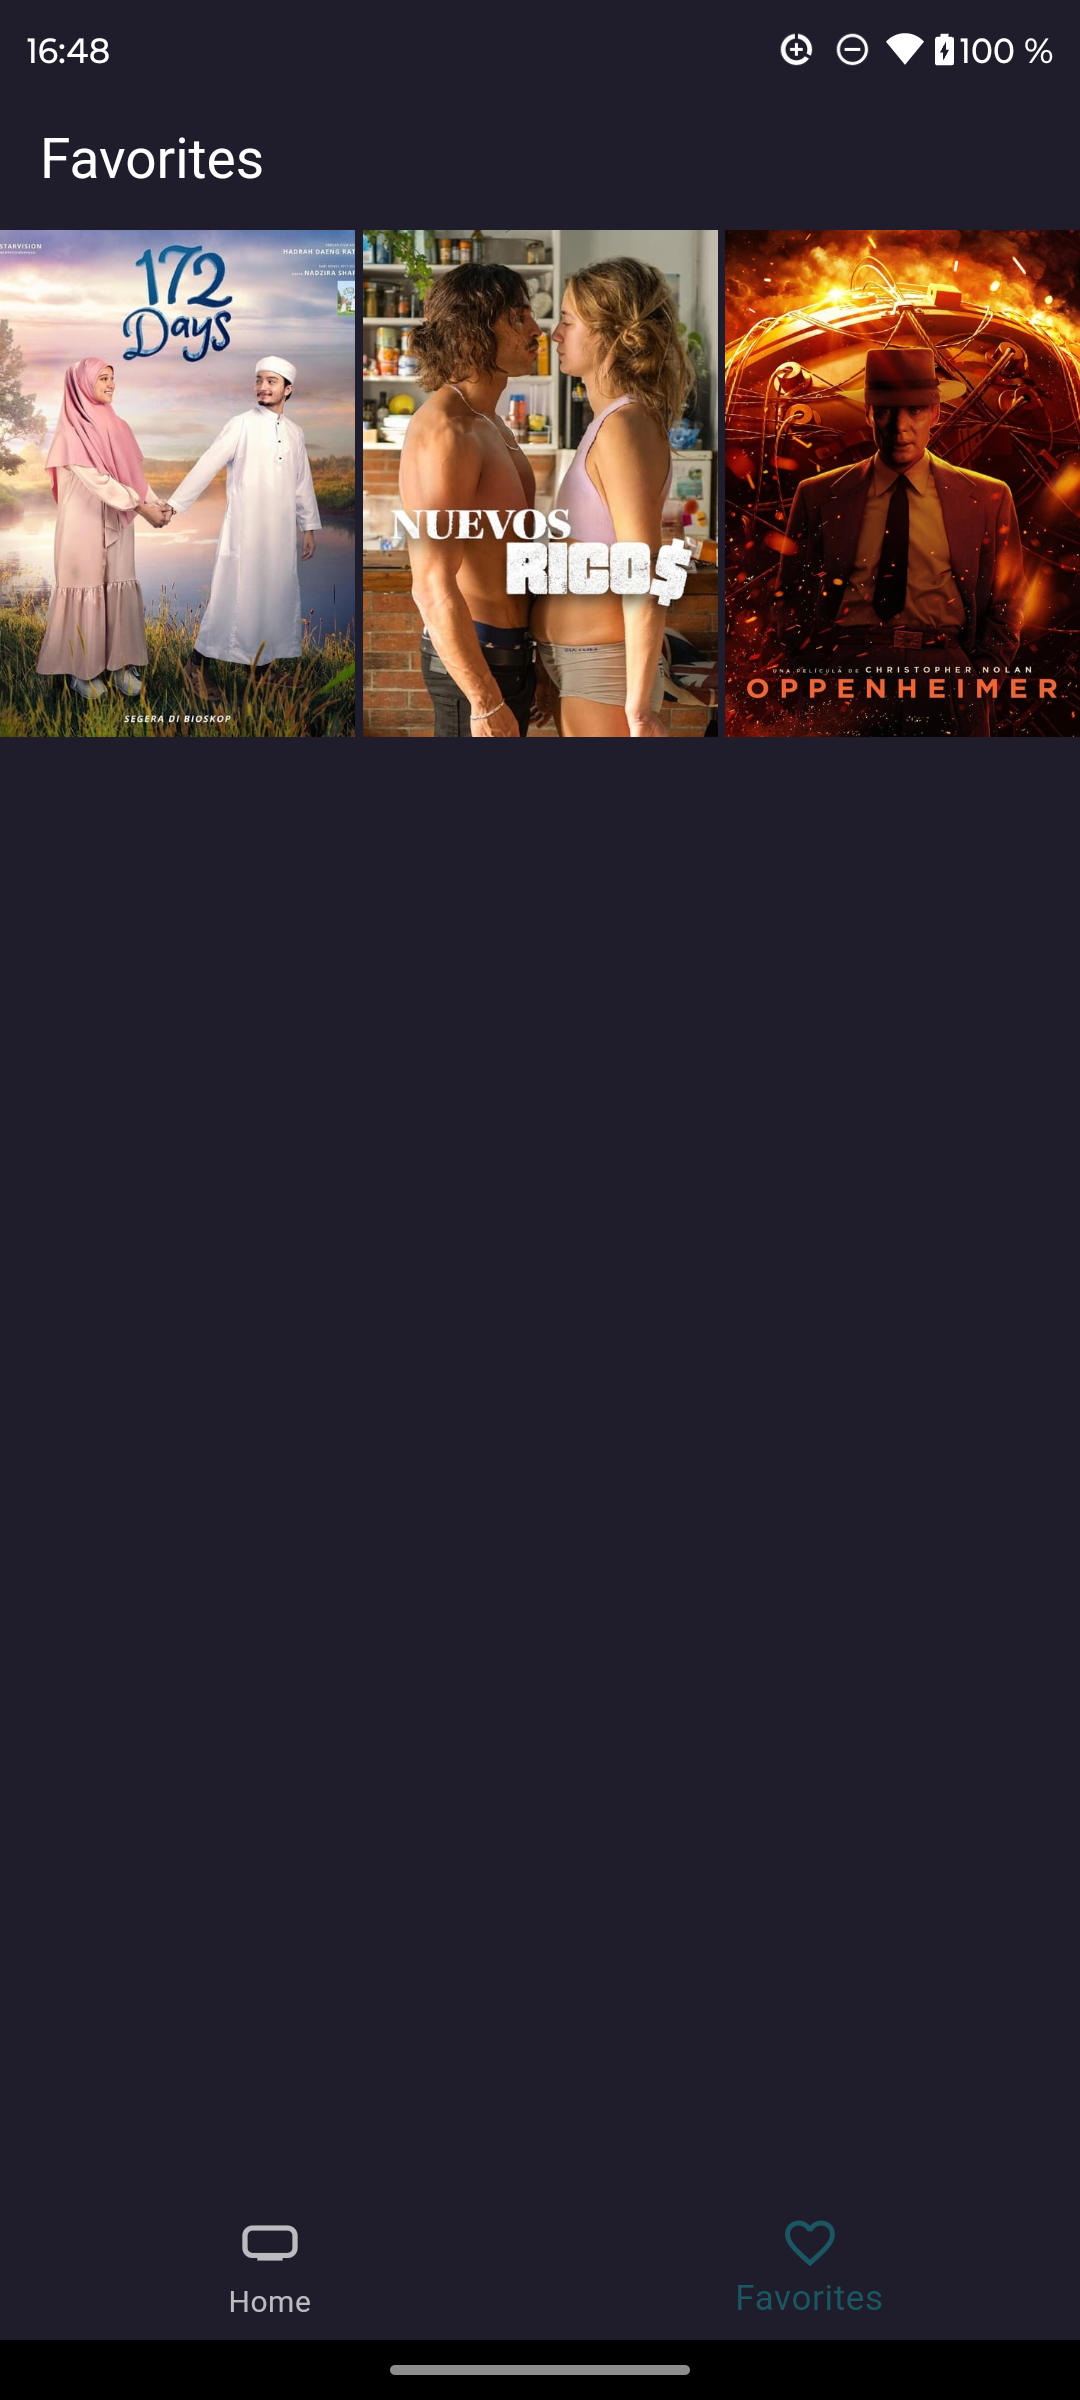 16:48
100 %
Favorites
STARVISION
172
Days
HADRAH DAENG RAT
NADZIRA SHAF
SEGERA DI BIOSKOP
NUEVOS
RICO$
UNA PELÍCULA DE CHRISTOPHER NOLAN
OPPENHEIMER
Home
Favorites